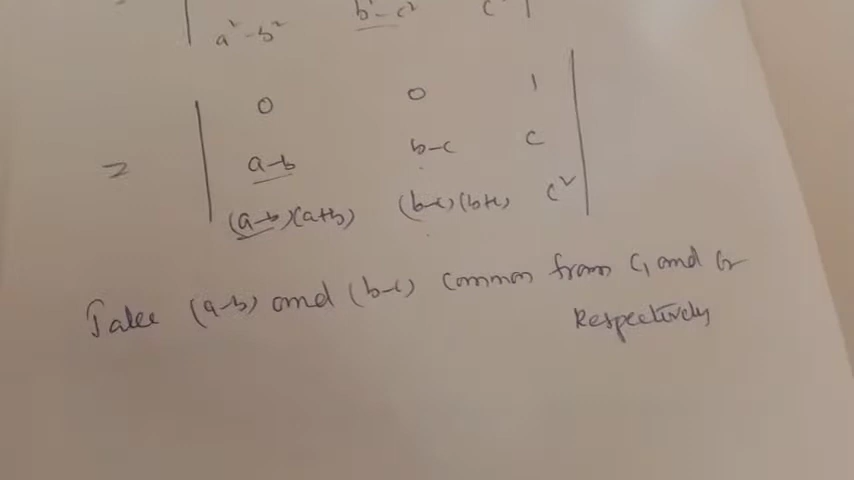 a²-b² b²-c² c²
0 0 1
= a-b b-c c
(a-b)(a+b) (b-c)(b+c) c²
Take (a-b) and (b-c) common from C₁ and C₂
Respectively